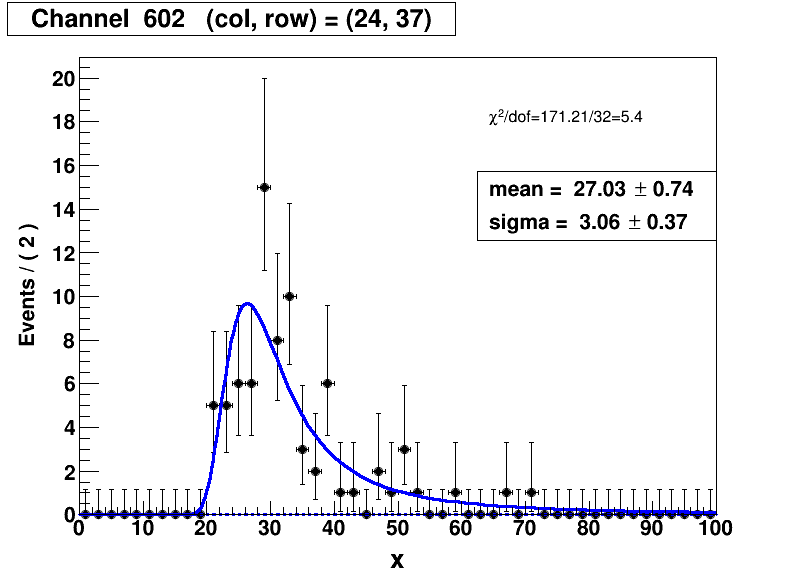 Channel 602 (col, row) = (24, 37)
χ²/dof=171.21/32=5.4
mean = 27.03 ± 0.74
sigma = 3.06 ± 0.37
Events / ( 2 )
20
18
16
14
12
10
8
6
4
2
0
0 10 20 30 40 50 60 70 80 90 100
x